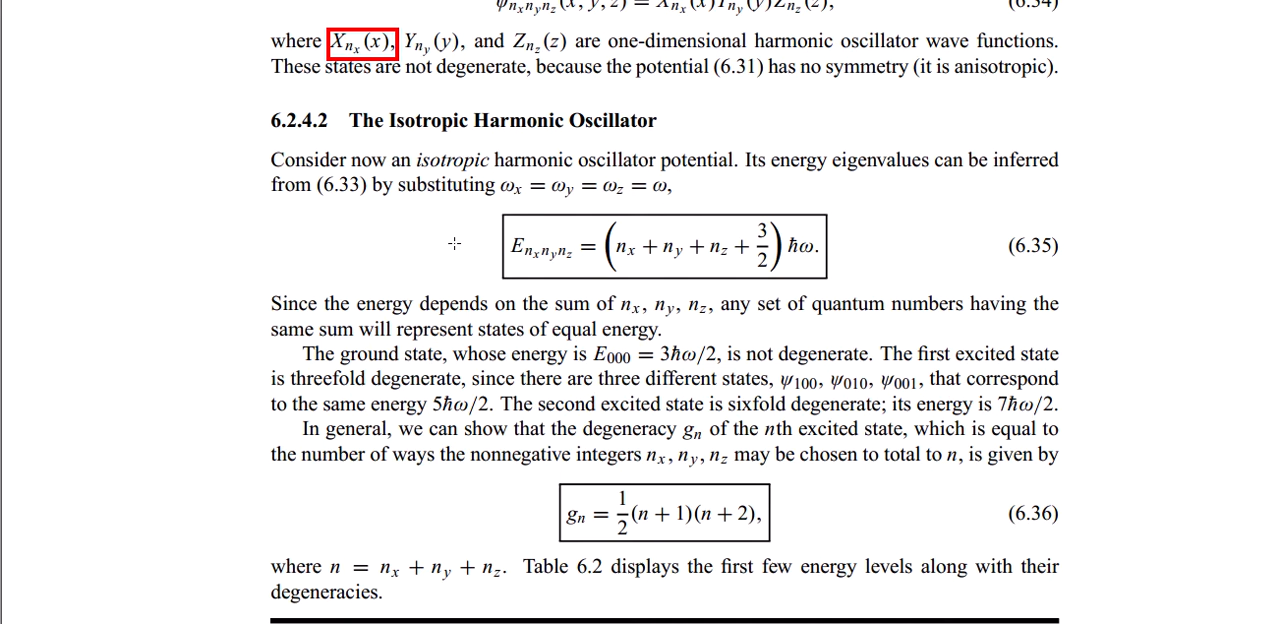 ψnxnynz(x, y, z) = Xnx(x)Yny(y)Znz(z), (6.34)
where Xnx(x), Yny(y), and Znz(z) are one-dimensional harmonic oscillator wave functions.
These states are not degenerate, because the potential (6.31) has no symmetry (it is anisotropic).
6.2.4.2 The Isotropic Harmonic Oscillator
Consider now an isotropic harmonic oscillator potential. Its energy eigenvalues can be inferred
from (6.33) by substituting ωx = ωy = ωz = ω,
Enxnynz = (nx + ny + nz + 3/2) ℏω. (6.35)
Since the energy depends on the sum of nx, ny, nz, any set of quantum numbers having the
same sum will represent states of equal energy.
The ground state, whose energy is E000 = 3ℏω/2, is not degenerate. The first excited state
is threefold degenerate, since there are three different states, ψ100, ψ010, ψ001, that correspond
to the same energy 5ℏω/2. The second excited state is sixfold degenerate; its energy is 7ℏω/2.
In general, we can show that the degeneracy gn of the nth excited state, which is equal to
the number of ways the nonnegative integers nx, ny, nz may be chosen to total to n, is given by
gn = 1/2(n + 1)(n + 2), (6.36)
where n = nx + ny + nz. Table 6.2 displays the first few energy levels along with their
degeneracies.